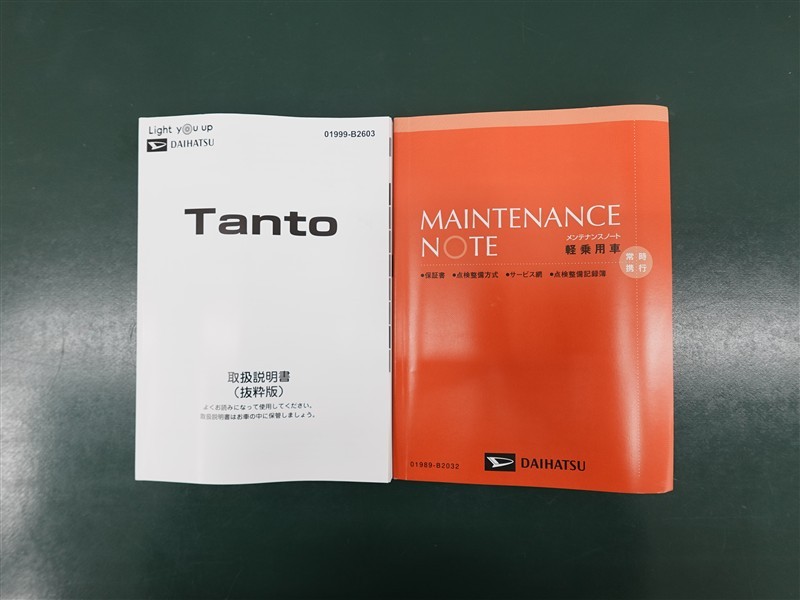 Light you up
DAIHATSU
01999-B2603
Tanto
取扱説明書
(抜粋版)
よくお読みになって使用してください。
取扱説明書はお車の中に保管しましょう。
MAINTENANCE
NOTE
メンテナンスノート
軽乗用車
常時
携行
●保証書 ●点検整備方式 ●サービス網 ●点検整備記録簿
01989-B2032
DAIHATSU